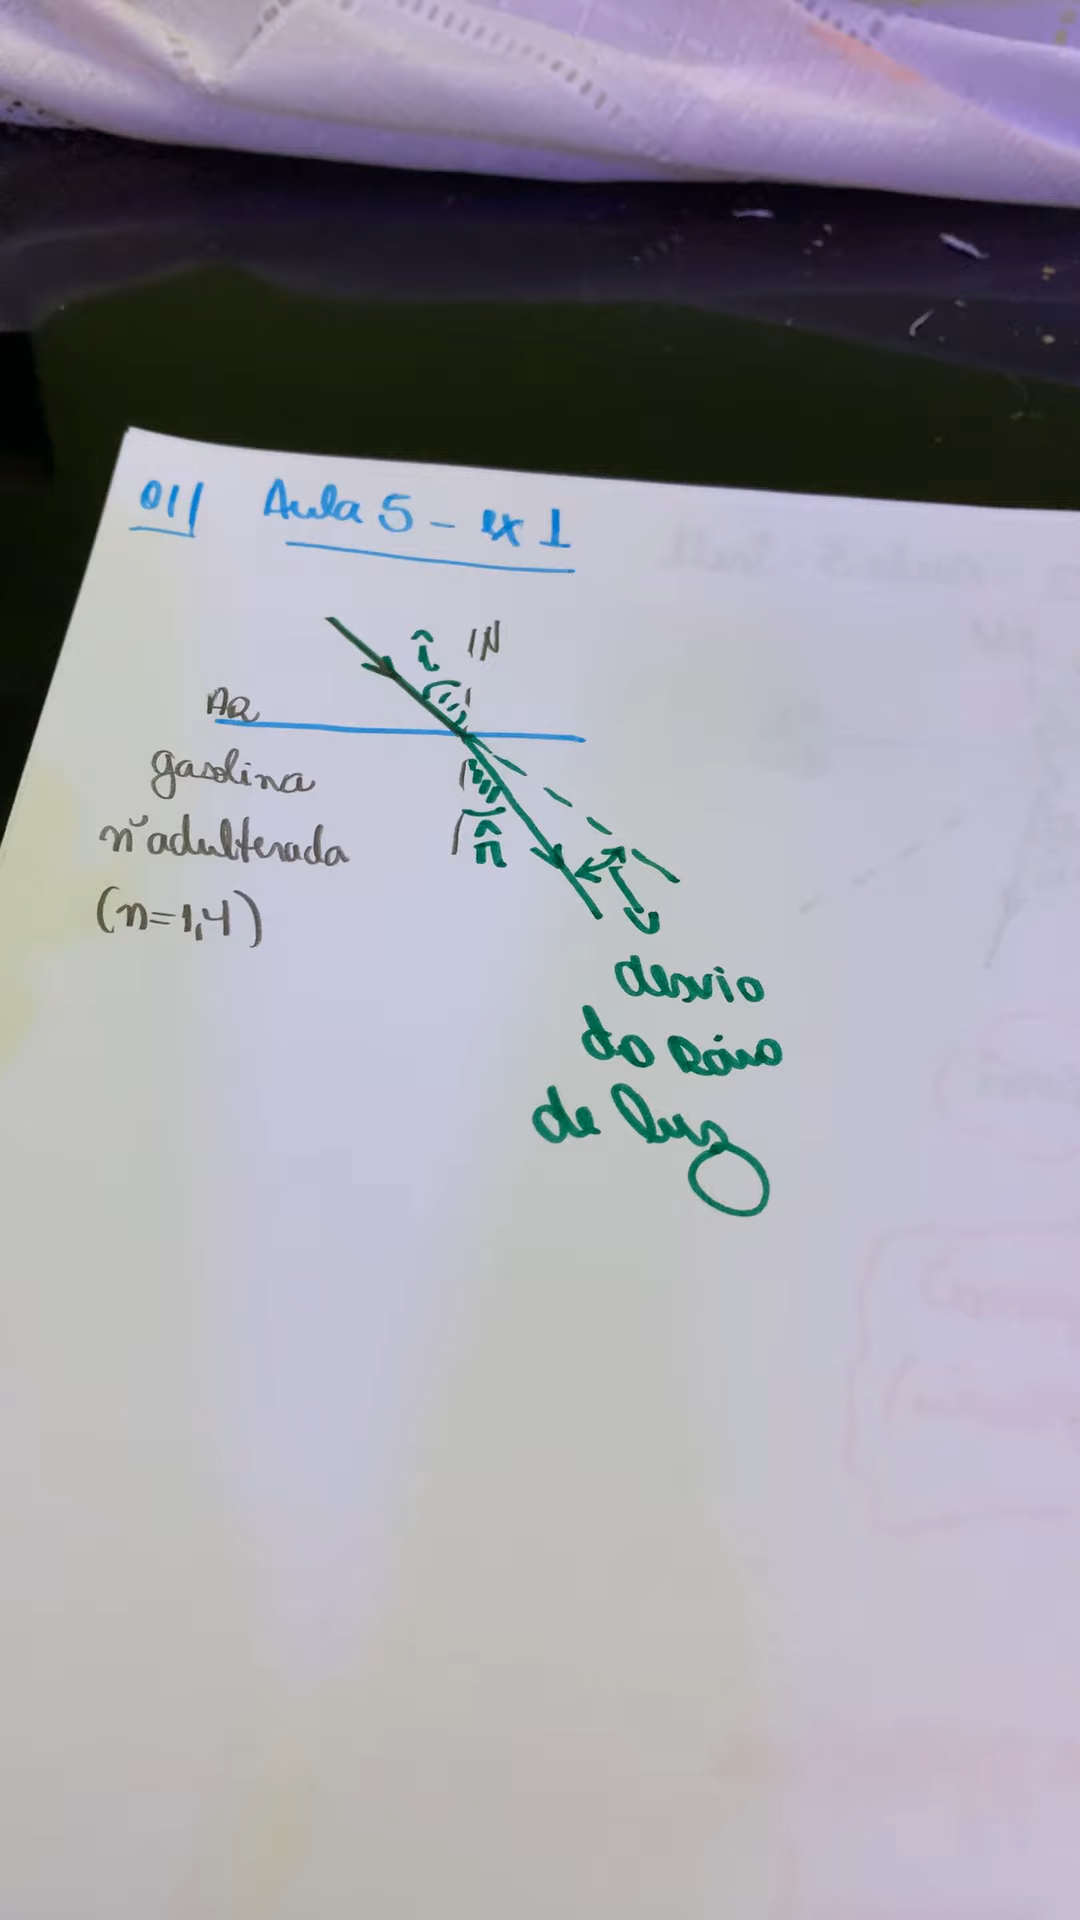 01) Aula 5 - ex 1
î N
AR
gasolina
ñ adulterada
(n=1,4)
r̂
desvio
do Raio
de luz